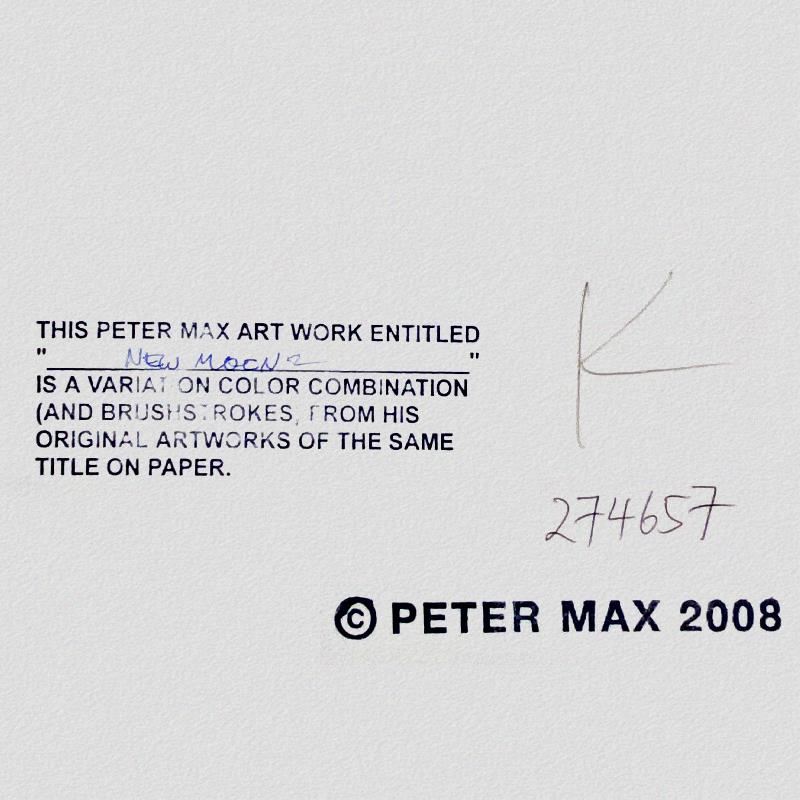 THIS PETER MAX ART WORK ENTITLED
" NEW MOON 2 "
IS A VARIATION COLOR COMBINATION
(AND BRUSHSTROKES, FROM HIS
ORIGINAL ARTWORKS OF THE SAME
TITLE ON PAPER.
K
274657
© PETER MAX 2008